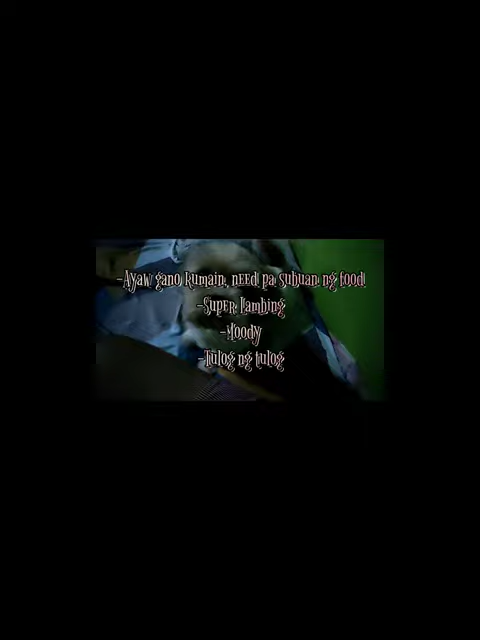 -Ayaw gano kumain, need pa subuan ng food!
-Super Lambing
-Moody
-Tulog ng tulog